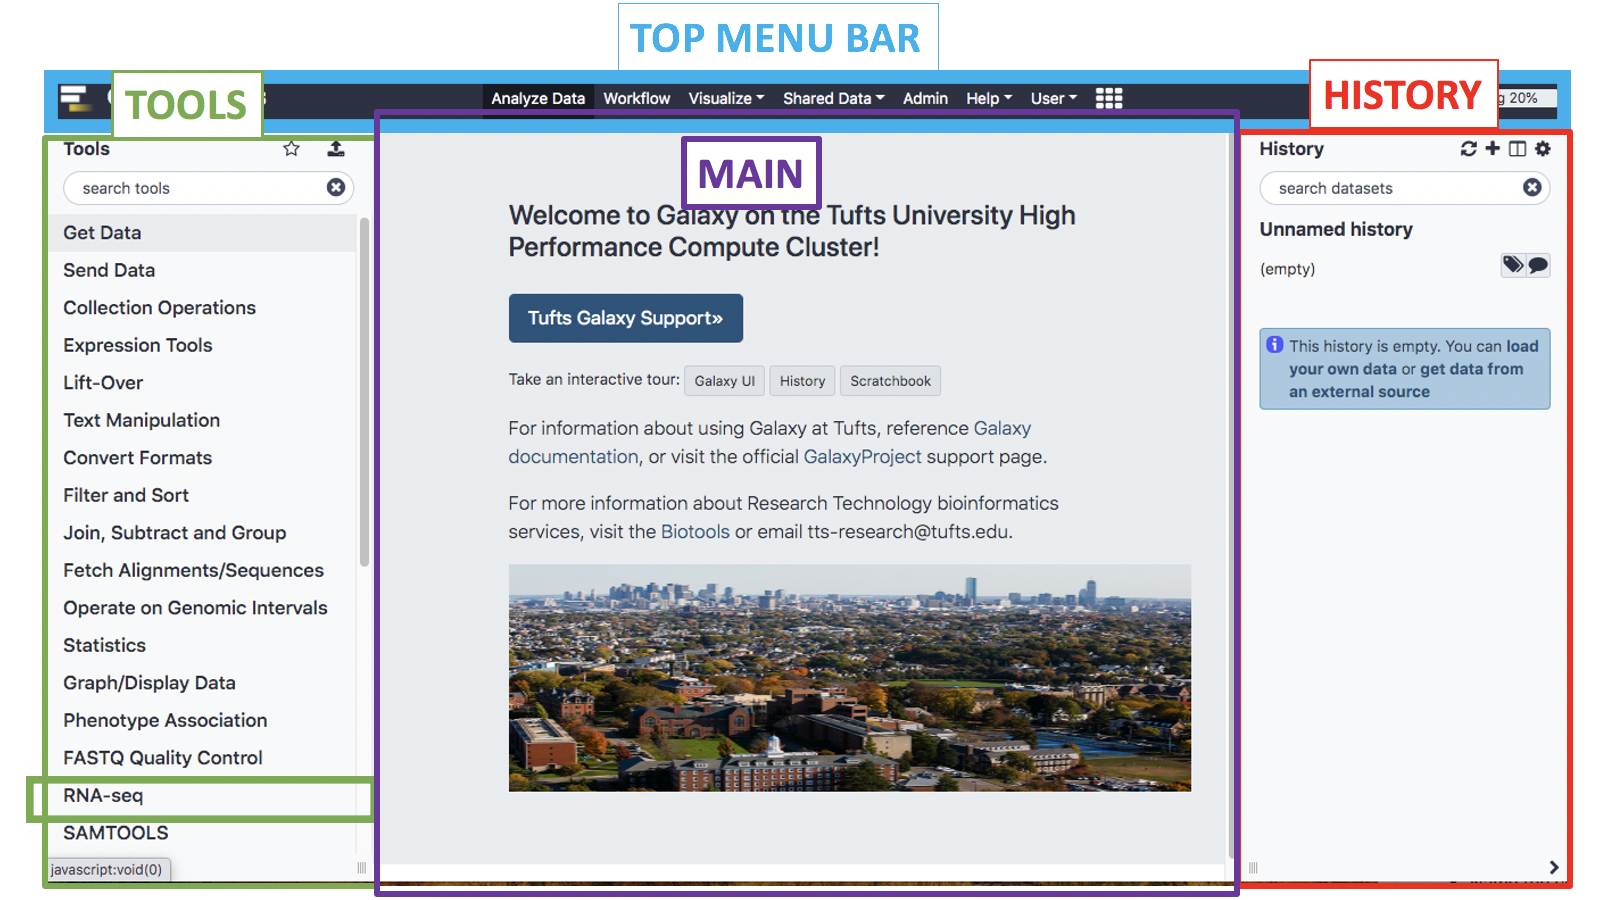 TOP MENU BAR
TOOLS
HISTORY
Analyze Data Workflow Visualize Shared Data Admin Help User
g 20%
MAIN
Tools
search tools
Get Data
Send Data
Collection Operations
Expression Tools
Lift-Over
Text Manipulation
Convert Formats
Filter and Sort
Join, Subtract and Group
Fetch Alignments/Sequences
Operate on Genomic Intervals
Statistics
Graph/Display Data
Phenotype Association
FASTQ Quality Control
RNA-seq
SAMTOOLS
javascript:void(0)
Welcome to Galaxy on the Tufts University High
Performance Compute Cluster!
Tufts Galaxy Support»
Take an interactive tour: Galaxy UI History Scratchbook
For information about using Galaxy at Tufts, reference Galaxy
documentation, or visit the official GalaxyProject support page.
For more information about Research Technology bioinformatics
services, visit the Biotools or email tts-research@tufts.edu.
History
search datasets
Unnamed history
(empty)
This history is empty. You can load
your own data or get data from
an external source